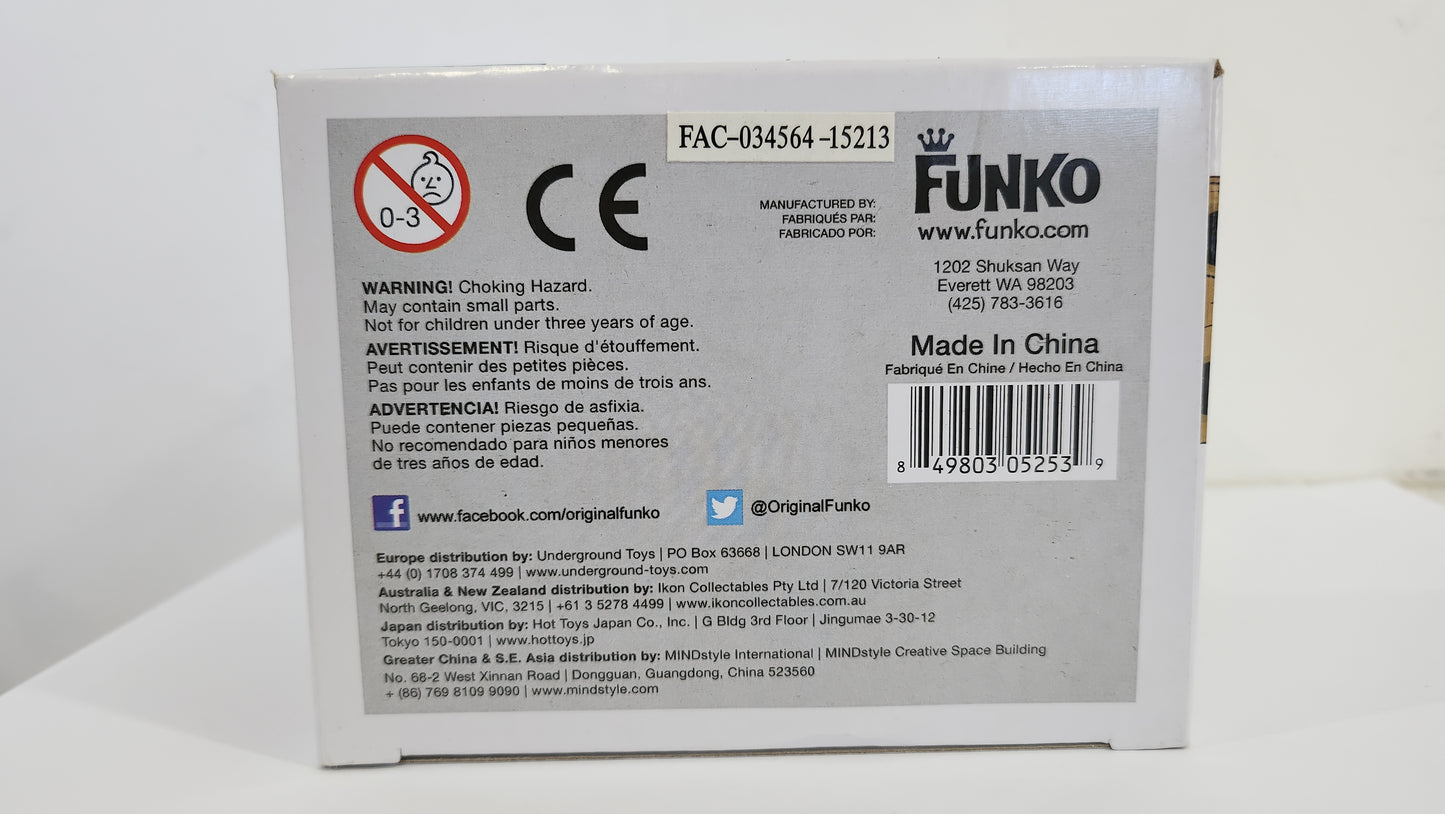 FAC-034564-15213
0-3
CE
MANUFACTURED BY:
FABRIQUÉS PAR:
FABRICADO POR:
FUNKO
www.funko.com
1202 Shuksan Way
Everett WA 98203
(425) 783-3616
Made In China
Fabriqué En Chine / Hecho En China
8 49803 05253 9
WARNING! Choking Hazard.
May contain small parts.
Not for children under three years of age.
AVERTISSEMENT! Risque d'étouffement.
Peut contenir des petites pièces.
Pas pour les enfants de moins de trois ans.
ADVERTENCIA! Riesgo de asfixia.
Puede contener piezas pequeñas.
No recomendado para niños menores
de tres años de edad.
f www.facebook.com/originalfunko
@OriginalFunko
Europe distribution by: Underground Toys | PO Box 63668 | LONDON SW11 9AR
+44 (0) 1708 374 499 | www.underground-toys.com
Australia & New Zealand distribution by: Ikon Collectables Pty Ltd | 7/120 Victoria Street
North Geelong, VIC, 3215 | +61 3 5278 4499 | www.ikoncollectables.com.au
Japan distribution by: Hot Toys Japan Co., Inc. | G Bldg 3rd Floor | Jingumae 3-30-12
Tokyo 150-0001 | www.hottoys.jp
Greater China & S.E. Asia distribution by: MINDstyle International | MINDstyle Creative Space Building
No. 68-2 West Xinnan Road | Dongguan, Guangdong, China 523560
+ (86) 769 8109 9090 | www.mindstyle.com